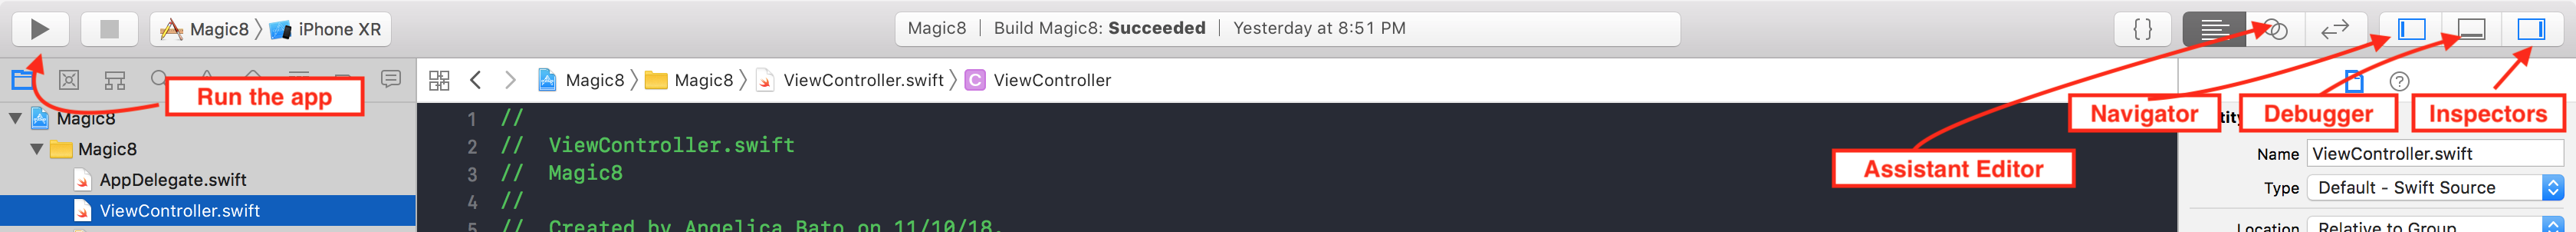 Magic8 〉 iPhone XR
Magic8 | Build Magic8: Succeeded | Yesterday at 8:51 PM
{ }
Run the app
Magic8 〉 Magic8 〉 ViewController.swift 〉 C ViewController
Navigator
Debugger
Inspectors
Assistant Editor
Magic8
Magic8
AppDelegate.swift
ViewController.swift
1 //
2 // ViewController.swift
3 // Magic8
4 //
5 // Created by Angelica Bato on 11/10/18.
Name ViewController.swift
Type Default - Swift Source
Location Relative to Group